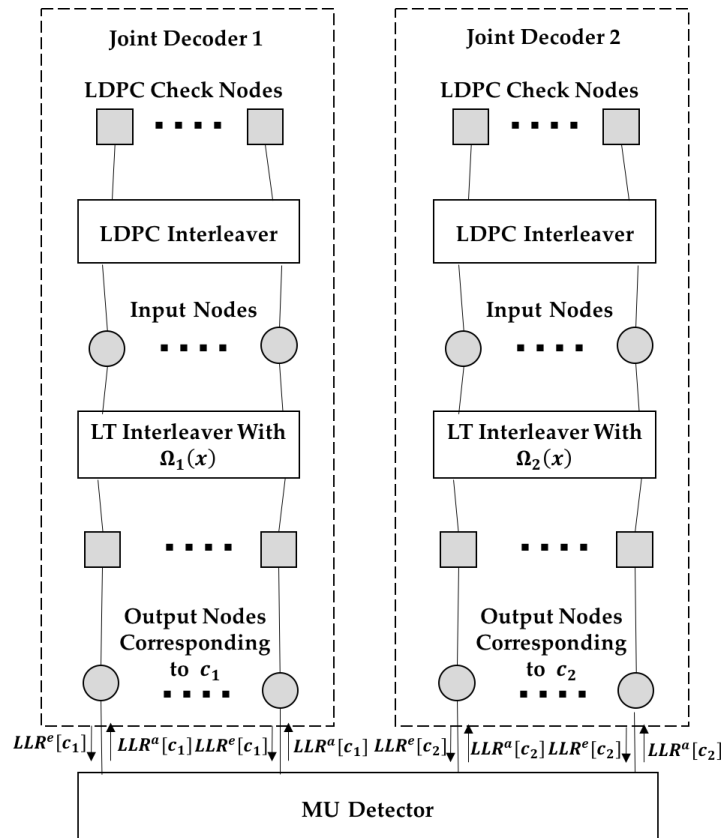 Joint Decoder 1
LDPC Check Nodes
LDPC Interleaver
Input Nodes
LT Interleaver With
Ω₁(x)
Output Nodes
Corresponding
to c₁
Joint Decoder 2
LDPC Check Nodes
LDPC Interleaver
Input Nodes
LT Interleaver With
Ω₂(x)
Output Nodes
Corresponding
to c₂
LLRᵉ[c₁] LLRᵃ[c₁] LLRᵉ[c₁] LLRᵃ[c₁] LLRᵉ[c₂] LLRᵃ[c₂] LLRᵉ[c₂] LLRᵃ[c₂]
MU Detector